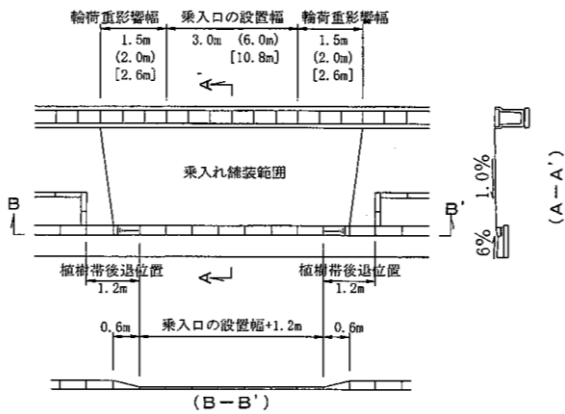 輪荷重影響幅 乗入口の設置幅 輪荷重影響幅
1.5m 3.0m (6.0m) 1.5m
(2.0m) [10.8m] (2.0m)
[2.6m] [2.6m]
A
乗入れ舗装範囲
1.0%
(A-A')
B B'
6%
植樹帯後退位置 A 植樹帯後退位置
1.2m 1.2m
0.6m 乗入口の設置幅+1.2m 0.6m
(B-B')